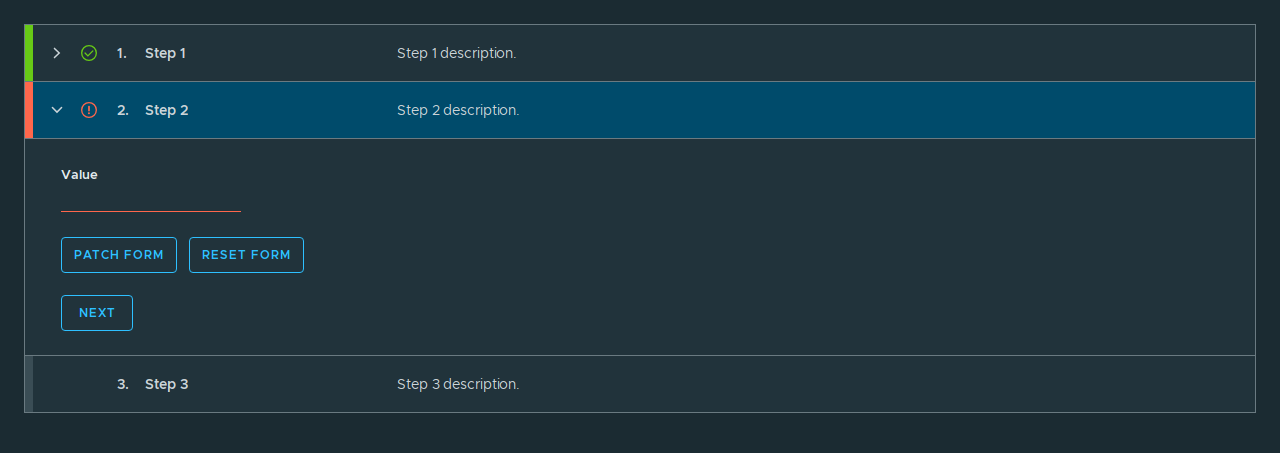 1. Step 1 Step 1 description.
2. Step 2 Step 2 description.
Value
PATCH FORM RESET FORM
NEXT
3. Step 3 Step 3 description.